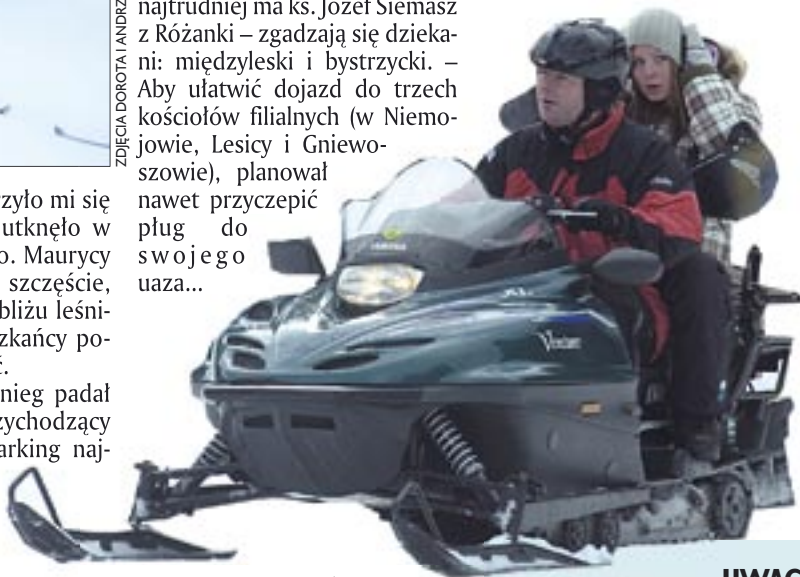 zyło mi się
utknęło w
o. Maurycy
szczęście,
bliżu leśni-
zkańcy po-
nieg padał
zychodzący
arking naj-
ZDJĘCIA DOROTA I ANDRZ
najtrudniej ma ks. Józef Siemasz
z Różanki – zgadzają się dzieka-
ni: międzyleski i bystrzycki. –
Aby ułatwić dojazd do trzech
kościołów filialnych (w Niemo-
jowie, Lesicy i Gniewo-
szowie), planował
nawet przyczepić
pług do
swojego
uaza...
YAMAHA
Venture
UWAG